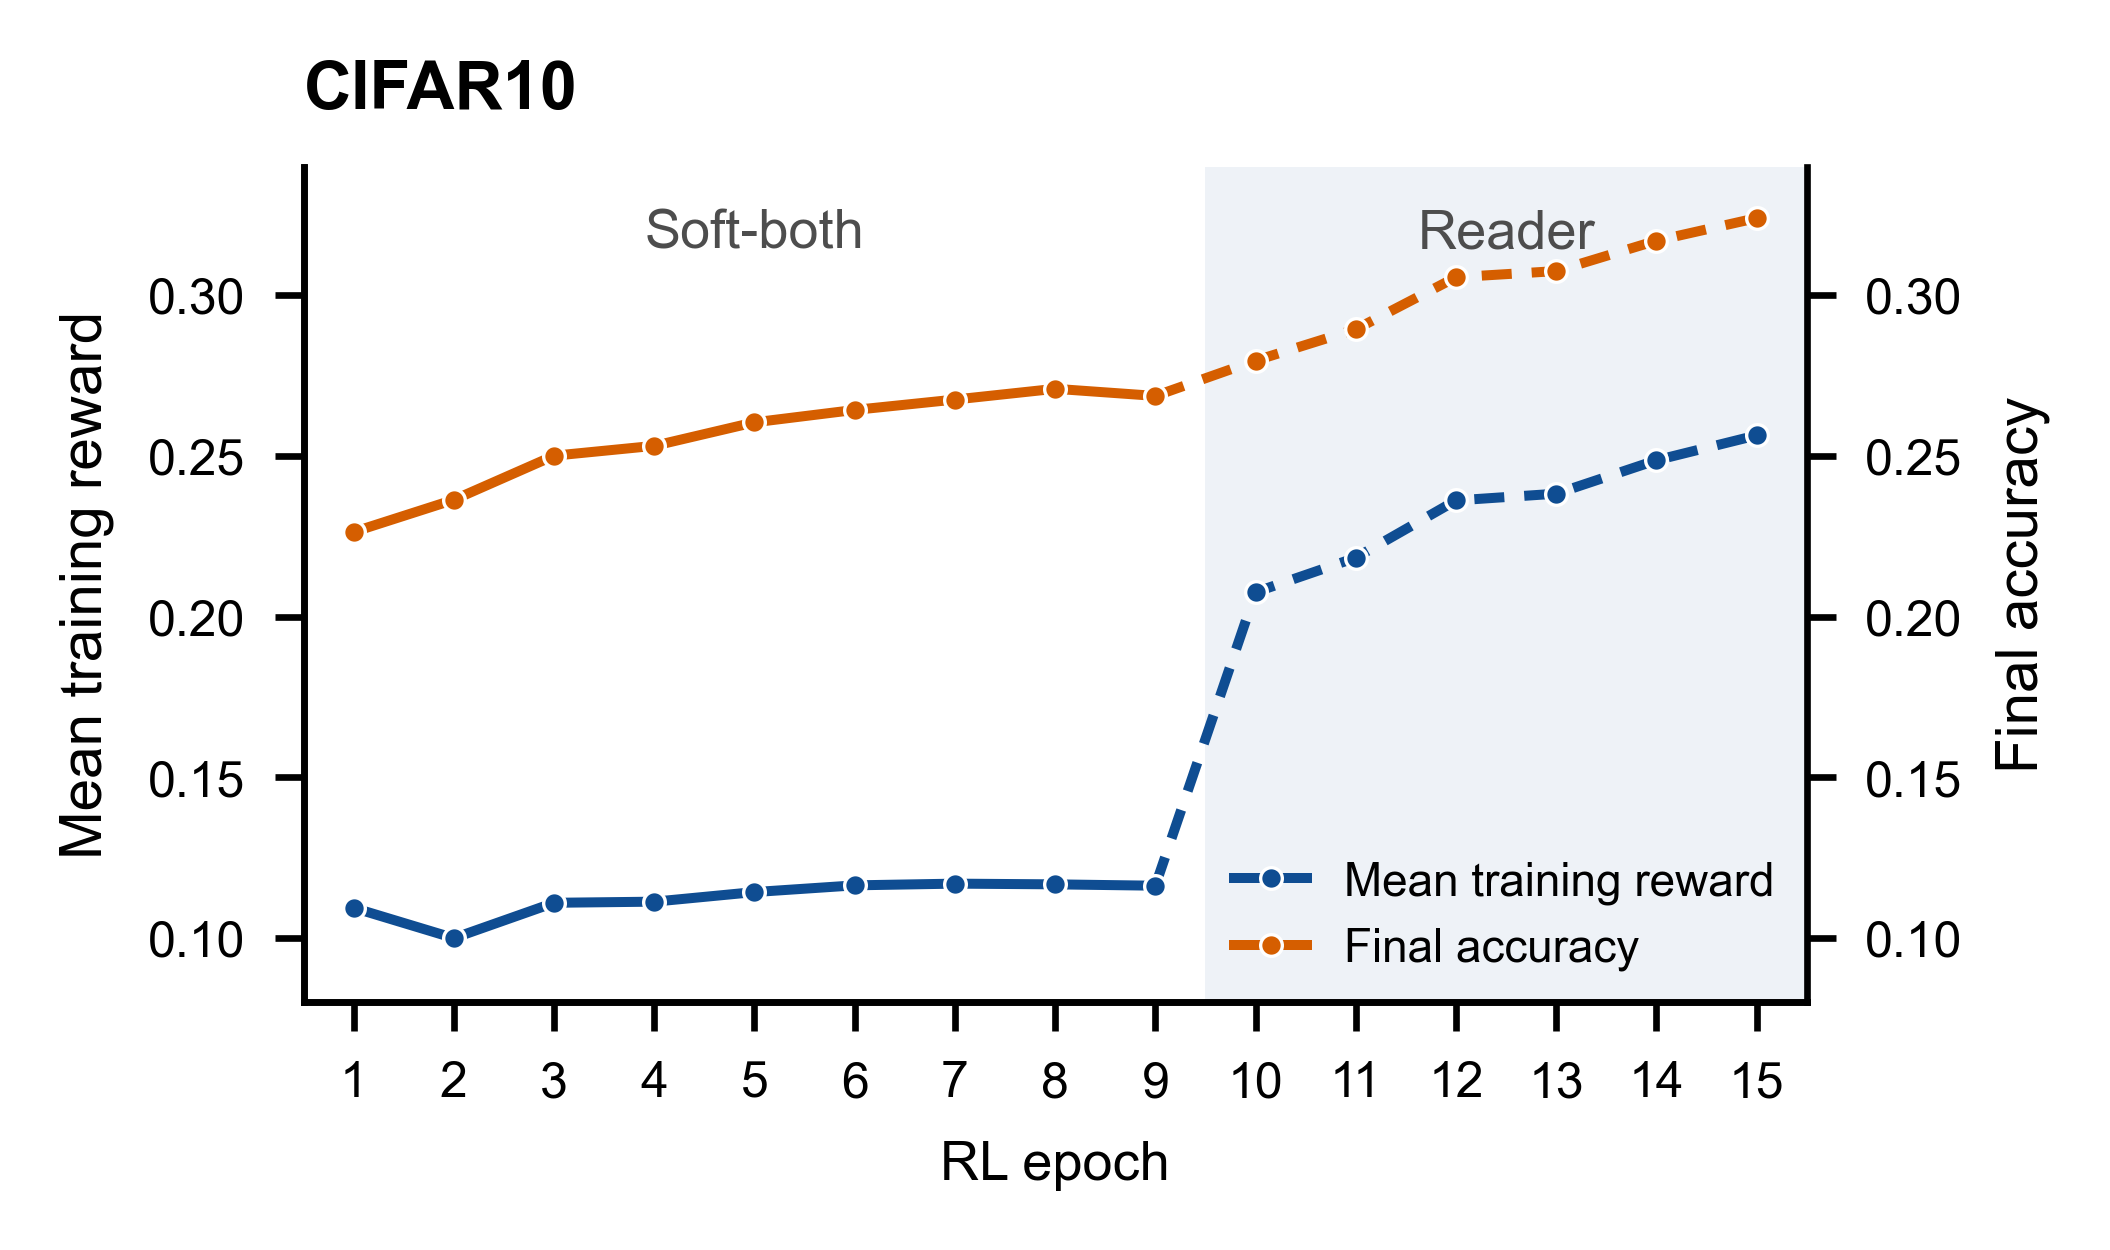 CIFAR10
Soft-both
Reader
Mean training reward
0.30
0.25
0.20
0.15
0.10
0.30
0.25
0.20
0.15
0.10
Final accuracy
Mean training reward
Final accuracy
1 2 3 4 5 6 7 8 9 10 11 12 13 14 15
RL epoch